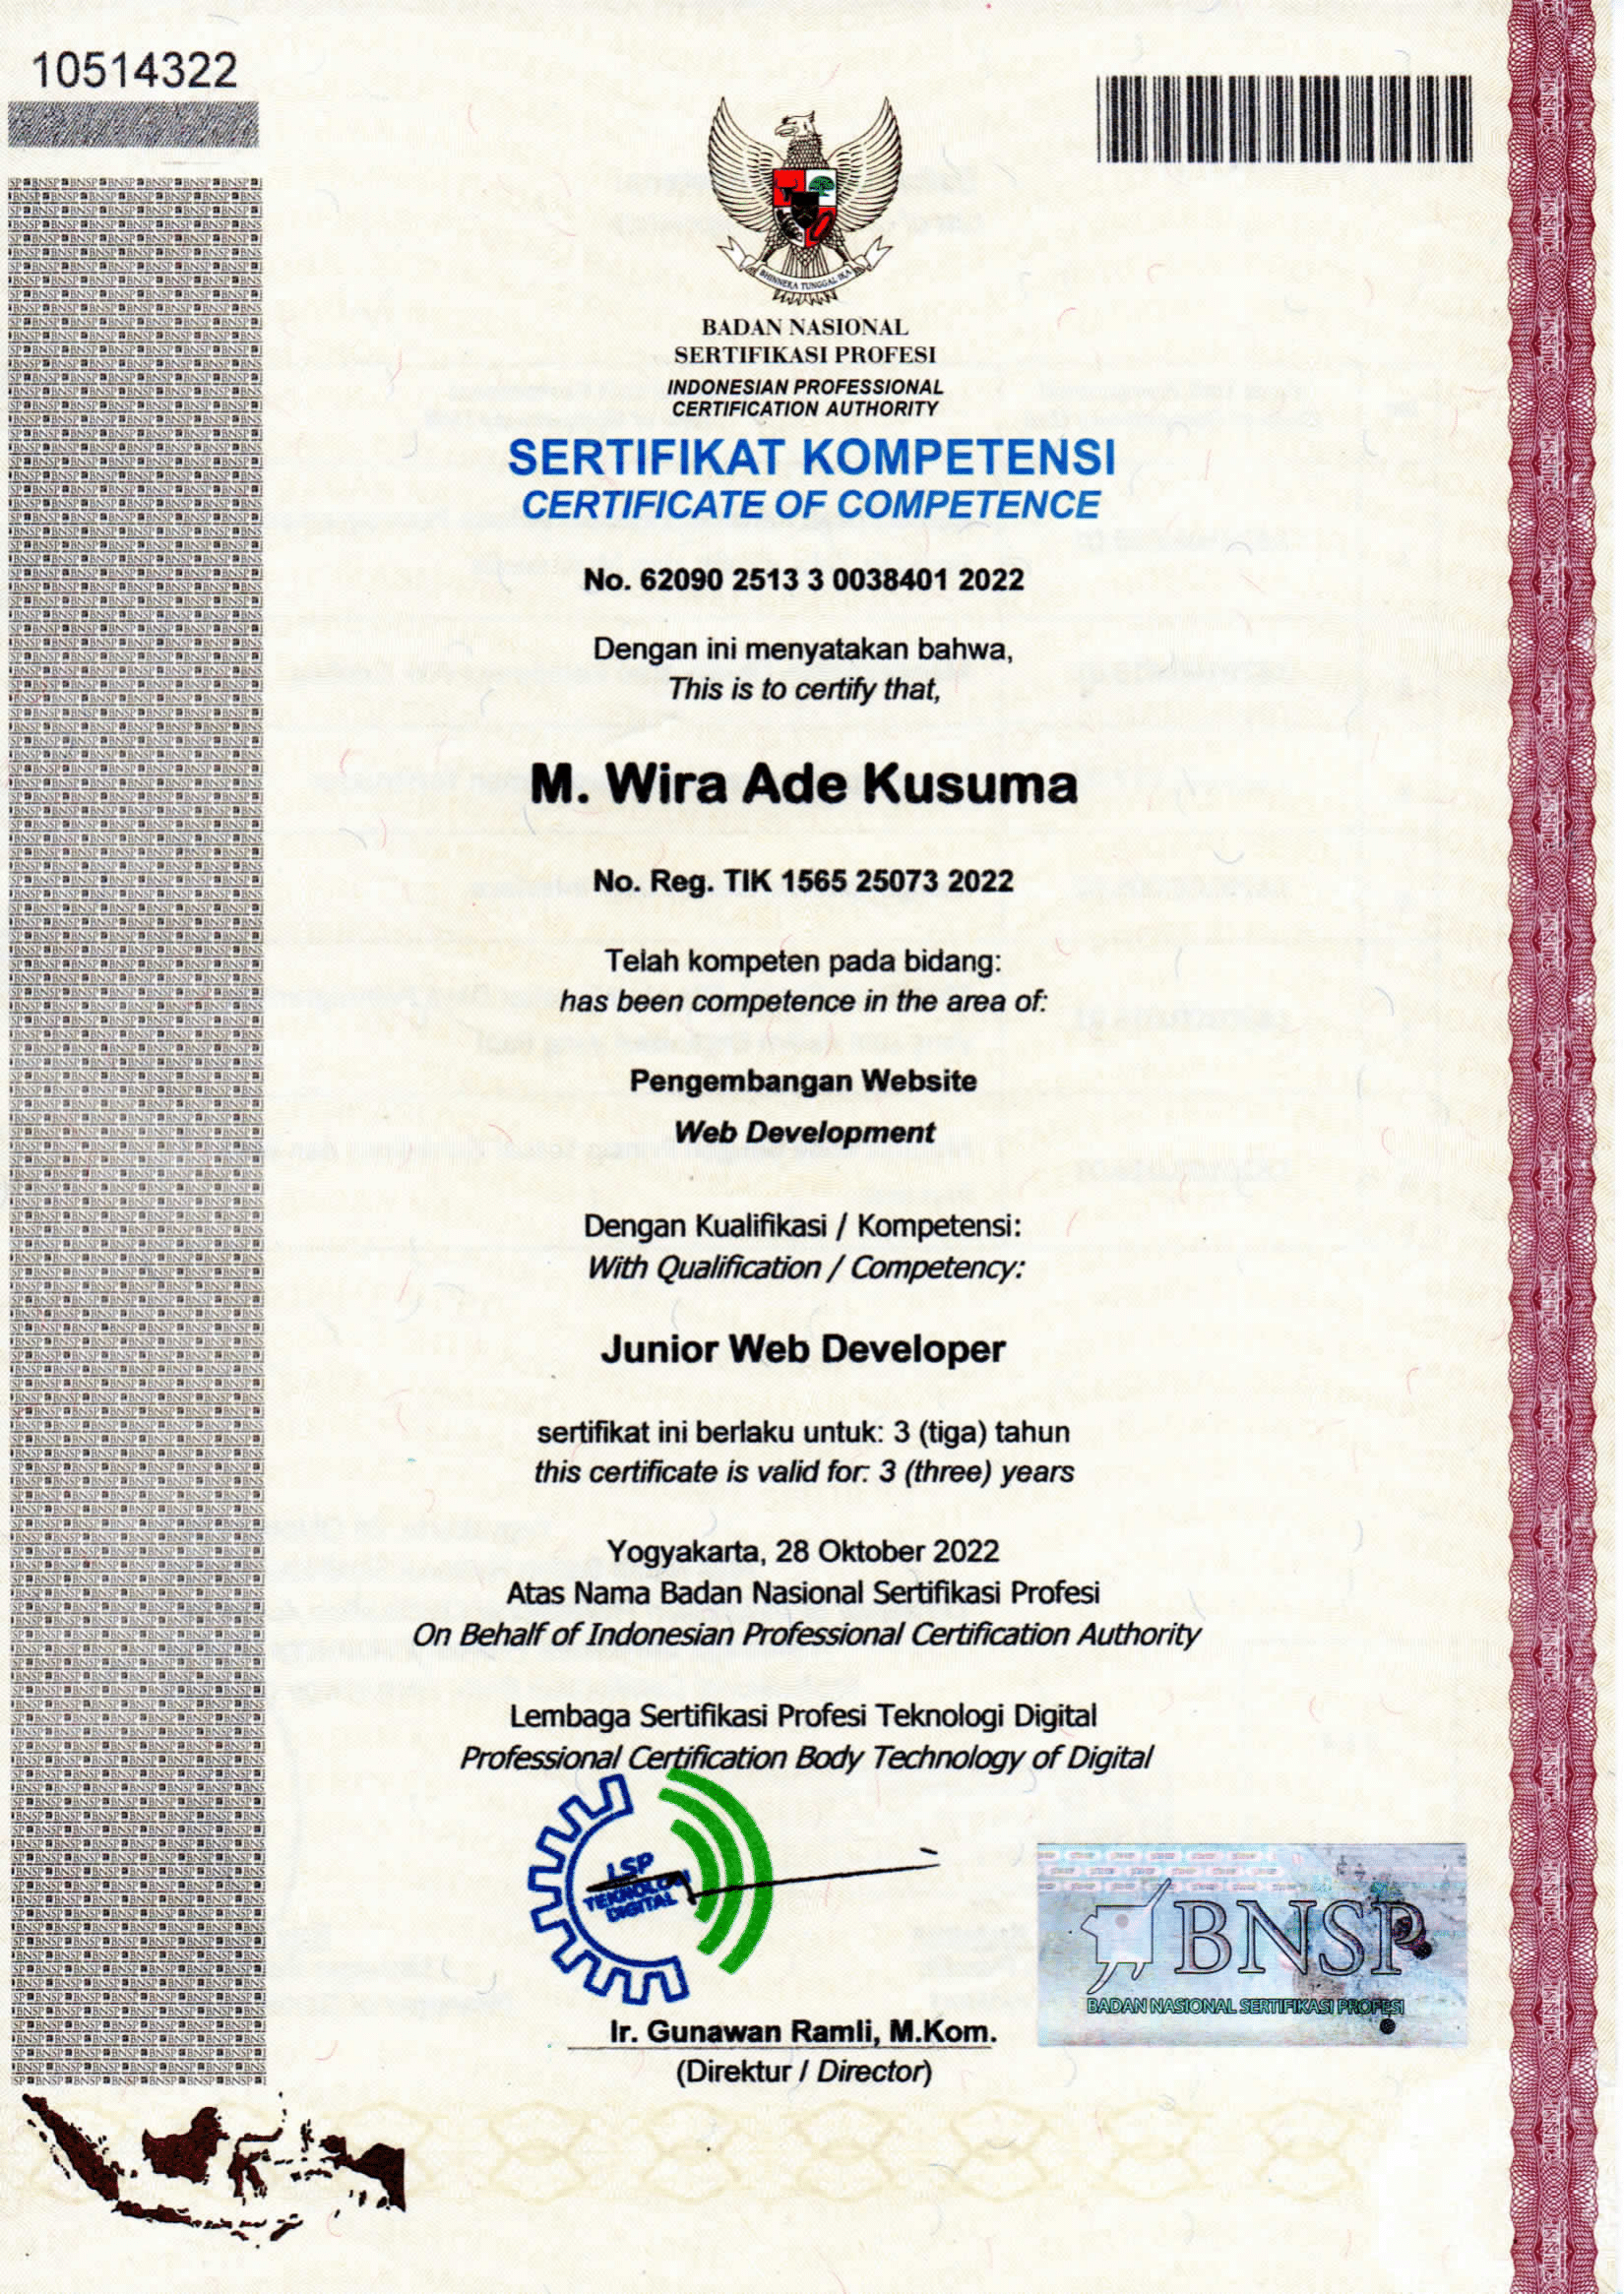 10514322
BHINNEKA TUNGGAL IKA
BADAN NASIONAL
SERTIFIKASI PROFESI
INDONESIAN PROFESSIONAL
CERTIFICATION AUTHORITY
SERTIFIKAT KOMPETENSI
CERTIFICATE OF COMPETENCE
No. 62090 2513 3 0038401 2022
Dengan ini menyatakan bahwa,
This is to certify that,
M. Wira Ade Kusuma
No. Reg. TIK 1565 25073 2022
Telah kompeten pada bidang:
has been competence in the area of:
Pengembangan Website
Web Development
Dengan Kualifikasi / Kompetensi:
With Qualification / Competency:
Junior Web Developer
sertifikat ini berlaku untuk: 3 (tiga) tahun
this certificate is valid for: 3 (three) years
Yogyakarta, 28 Oktober 2022
Atas Nama Badan Nasional Sertifikasi Profesi
On Behalf of Indonesian Professional Certification Authority
Lembaga Sertifikasi Profesi Teknologi Digital
Professional Certification Body Technology of Digital
LSP
TEKNOLOGI
DIGITAL
BNSP
BADAN NASIONAL SERTIFIKASI PROFESI
Ir. Gunawan Ramli, M.Kom.
(Direktur / Director)